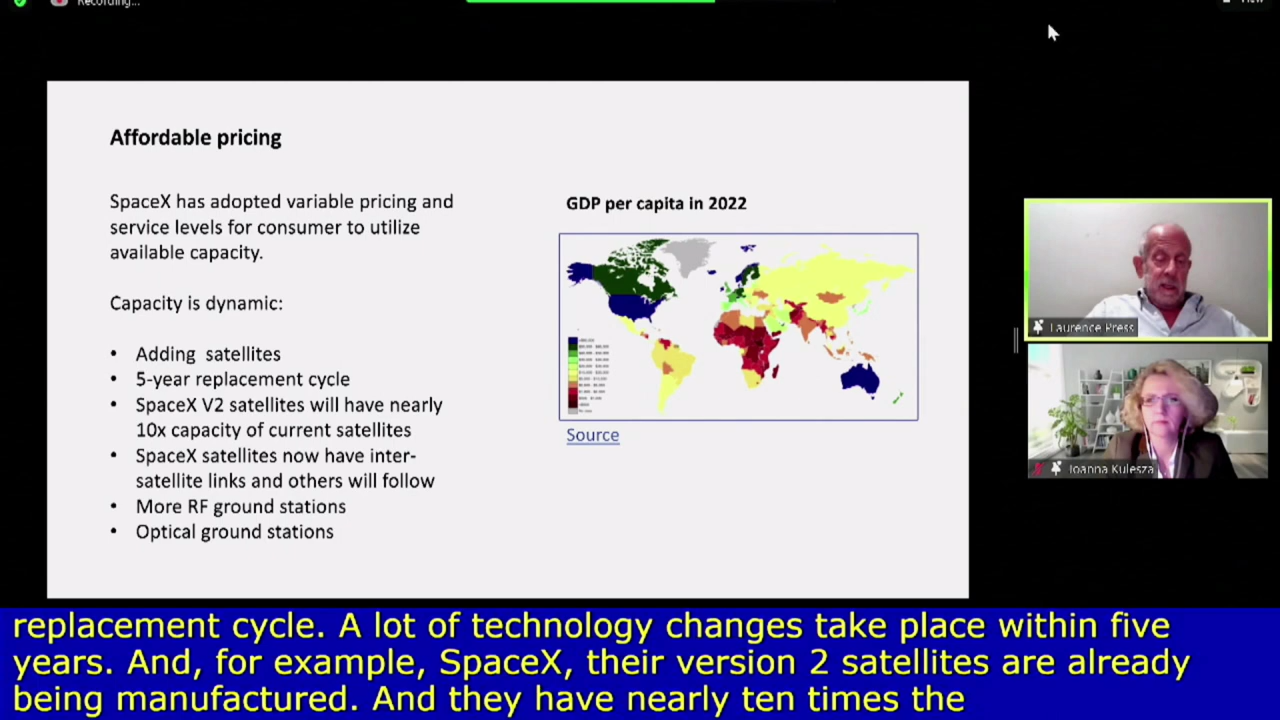 Recording...
View
Affordable pricing
SpaceX has adopted variable pricing and
service levels for consumer to utilize
available capacity.
Capacity is dynamic:
• Adding satellites
• 5-year replacement cycle
• SpaceX V2 satellites will have nearly
10x capacity of current satellites
• SpaceX satellites now have inter-
satellite links and others will follow
• More RF ground stations
• Optical ground stations
GDP per capita in 2022
Source
Laurence Press
Joanna Kulesza
replacement cycle. A lot of technology changes take place within five
years. And, for example, SpaceX, their version 2 satellites are already
being manufactured. And they have nearly ten times the